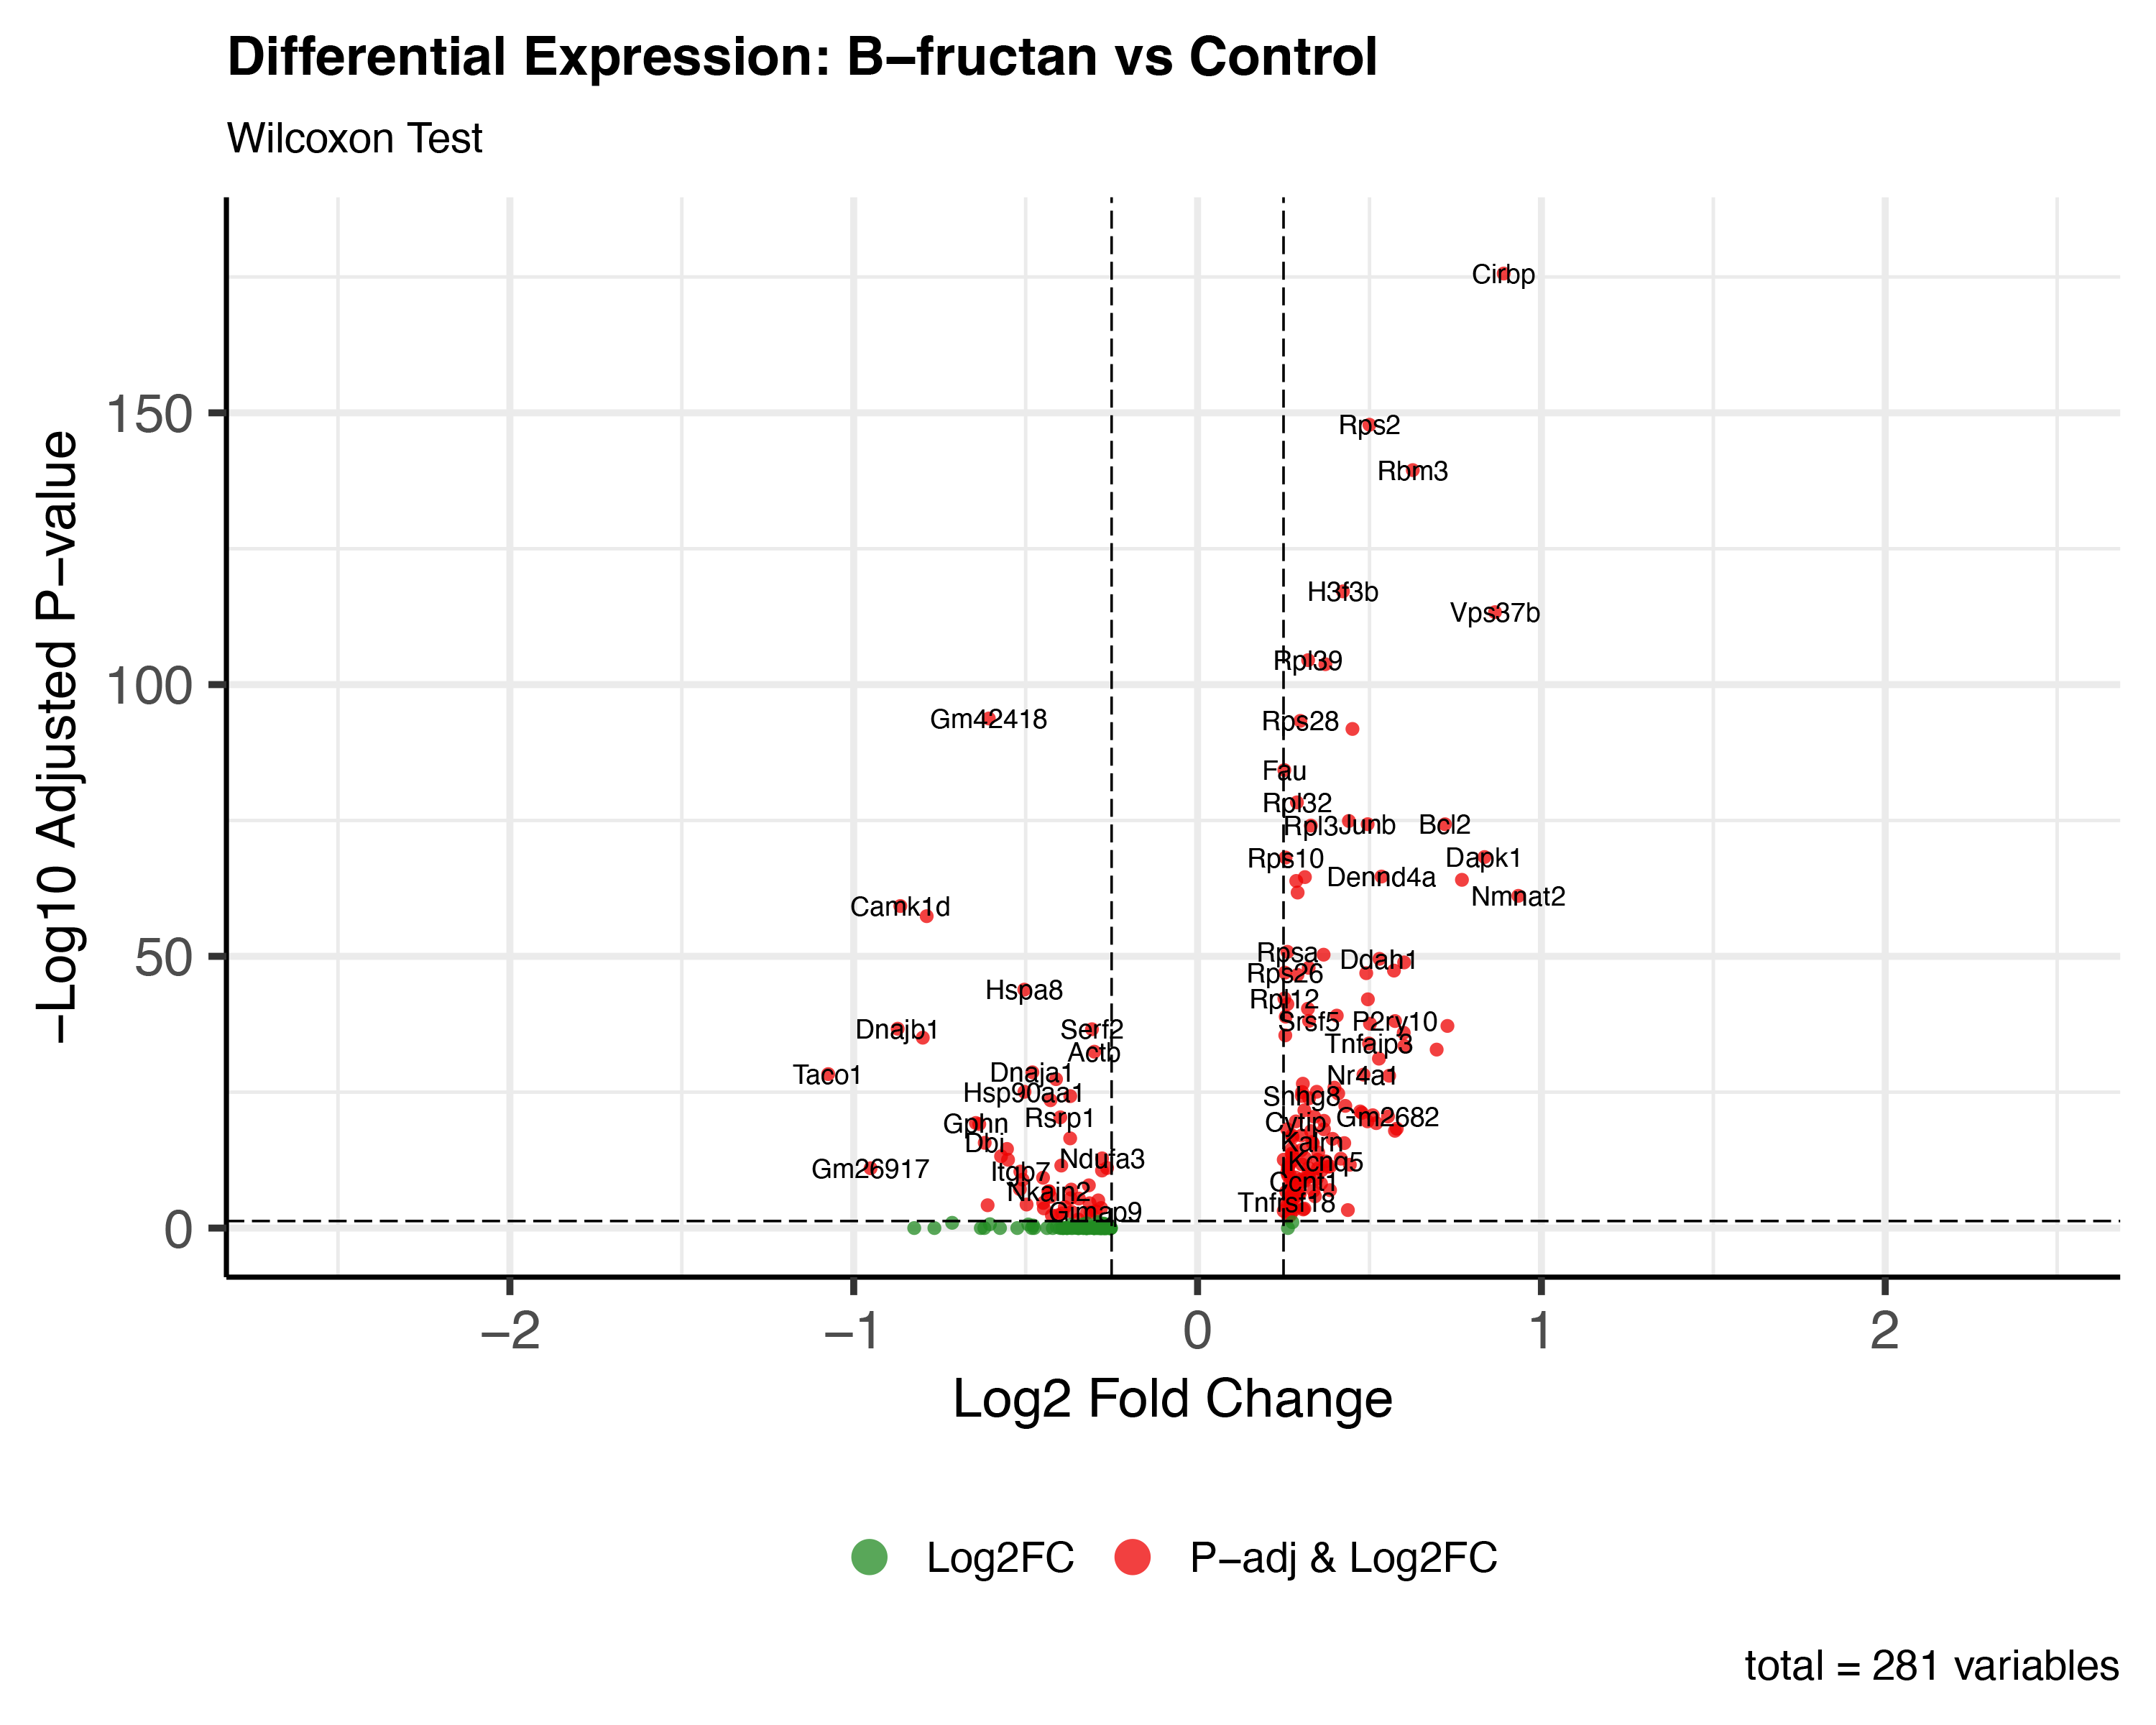 Differential Expression: B−fructan vs Control
Wilcoxon Test
−Log10 Adjusted P−value
150
100
50
0
Cirbp
Rps2
Rbm3
H3f3b
Vps37b
Rpl39
Gm42418
Rps28
Fau
Rpl32
Rpl3
Junb
Bcl2
Rps10
Dapk1
Dennd4a
Nmnat2
Camk1d
Rpsa
Ddah1
Rps26
Hspa8
Rpl12
Srsf5
P2ry10
Dnajb1
Serf2
Tnfaip3
Actb
Taco1
Dnaja1
Nr4a1
Hsp90aa1
Snhg8
Rsrp1
Gm2682
Gphn
Cytip
Dbi
Kalrn
Ndufa3
Kcnq5
Gm26917
Itgb7
Ccnt1
Nkain2
Tnfrsf18
Gimap9
−2
−1
0
1
2
Log2 Fold Change
Log2FC
P−adj & Log2FC
total = 281 variables